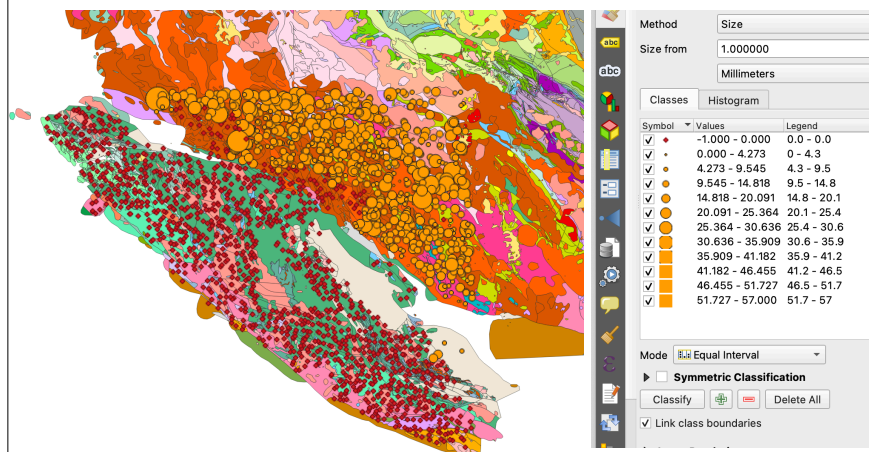 Method Size
Size from 1.000000
Millimeters
Classes Histogram
Symbol Values Legend
-1.000 - 0.000 0.0 - 0.0
0.000 - 4.273 0 - 4.3
4.273 - 9.545 4.3 - 9.5
9.545 - 14.818 9.5 - 14.8
14.818 - 20.091 14.8 - 20.1
20.091 - 25.364 20.1 - 25.4
25.364 - 30.636 25.4 - 30.6
30.636 - 35.909 30.6 - 35.9
35.909 - 41.182 35.9 - 41.2
41.182 - 46.455 41.2 - 46.5
46.455 - 51.727 46.5 - 51.7
51.727 - 57.000 51.7 - 57
Mode Equal Interval
Symmetric Classification
Classify Delete All
Link class boundaries
abc
abc